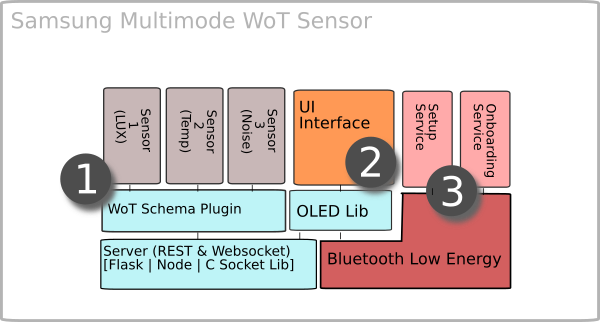 Samsung Multimode WoT Sensor
Sensor
1
(LUX)
Sensor
2
(Temp)
Sensor
3
(Noise)
UI
Interface
Setup
Service
Onboarding
Service
1
2
3
WoT Schema Plugin
OLED Lib
Server (REST & Websocket)
[Flask | Node | C Socket Lib]
Bluetooth Low Energy